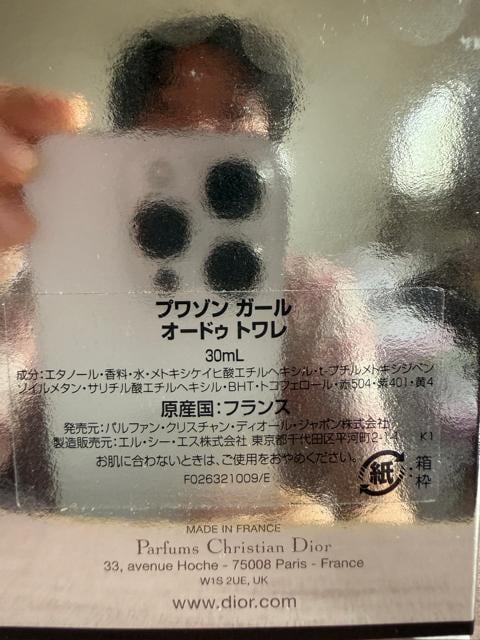 プワゾン ガール
オードゥ トワレ
30mL
成分:エタノール・香料・水・メトキシケイヒ酸エチルヘキシル・t-ブチルメトキシジベン
ゾイルメタン・サリチル酸エチルヘキシル・BHT・トコフェロール・赤504・紫401・黄4
原産国:フランス
発売元:パルファン・クリスチャン・ディオール・ジャポン株式会社
製造販売元:エル・シー・エス株式会社 東京都千代田区平河町2-1 K1
お肌に合わないときは、ご使用をおやめください。
紙 :箱
枠
F026321009/E
MADE IN FRANCE
Parfums Christian Dior
33, avenue Hoche - 75008 Paris - France
W1S 2UE, UK
www.dior.com